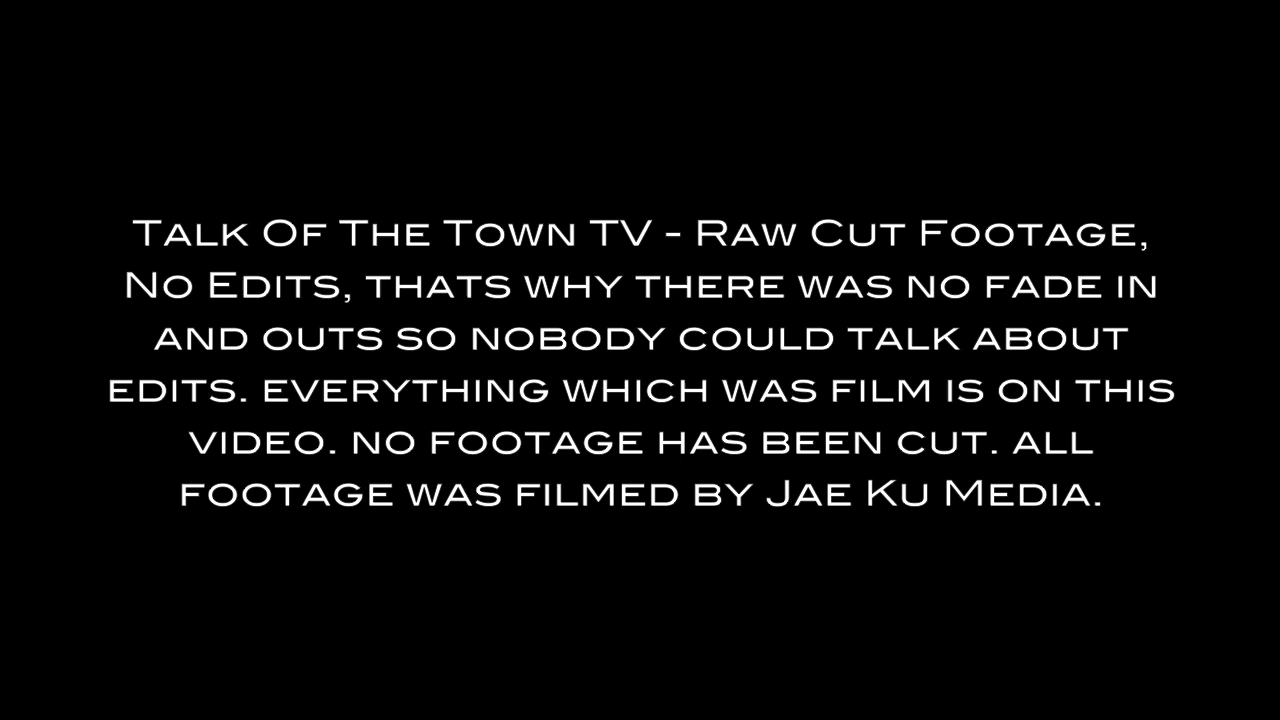 Talk Of The Town TV - Raw Cut Footage,
No Edits, thats why there was no fade in
and outs so nobody could talk about
edits. everything which was film is on this
video. no footage has been cut. all
footage was filmed by Jae Ku Media.